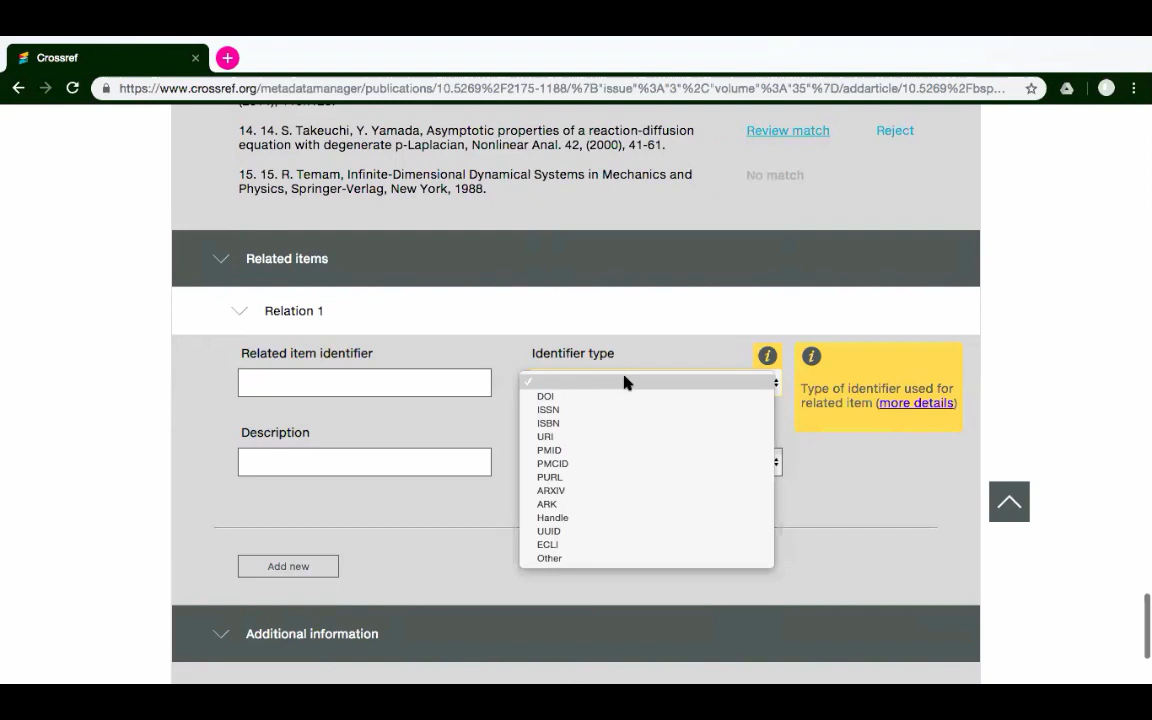 Crossref
https://www.crossref.org/metadatamanager/publications/10.5269%2F2175-1188/%7B"issue"%3A"3"%2C"volume"%3A"35"%7D/addarticle/10.5269%2Fbsp...
14. 14. S. Takeuchi, Y. Yamada, Asymptotic properties of a reaction-diffusion
equation with degenerate p-Laplacian, Nonlinear Anal. 42, (2000), 41-61.
Review match
Reject
15. 15. R. Temam, Infinite-Dimensional Dynamical Systems in Mechanics and
Physics, Springer-Verlag, New York, 1988.
No match
Related items
Relation 1
Related item identifier
Identifier type
Type of identifier used for
related item (more details)
DOI
ISSN
ISBN
URI
PMID
PMCID
PURL
ARXIV
ARK
Handle
UUID
ECLI
Other
Description
Add new
Additional information